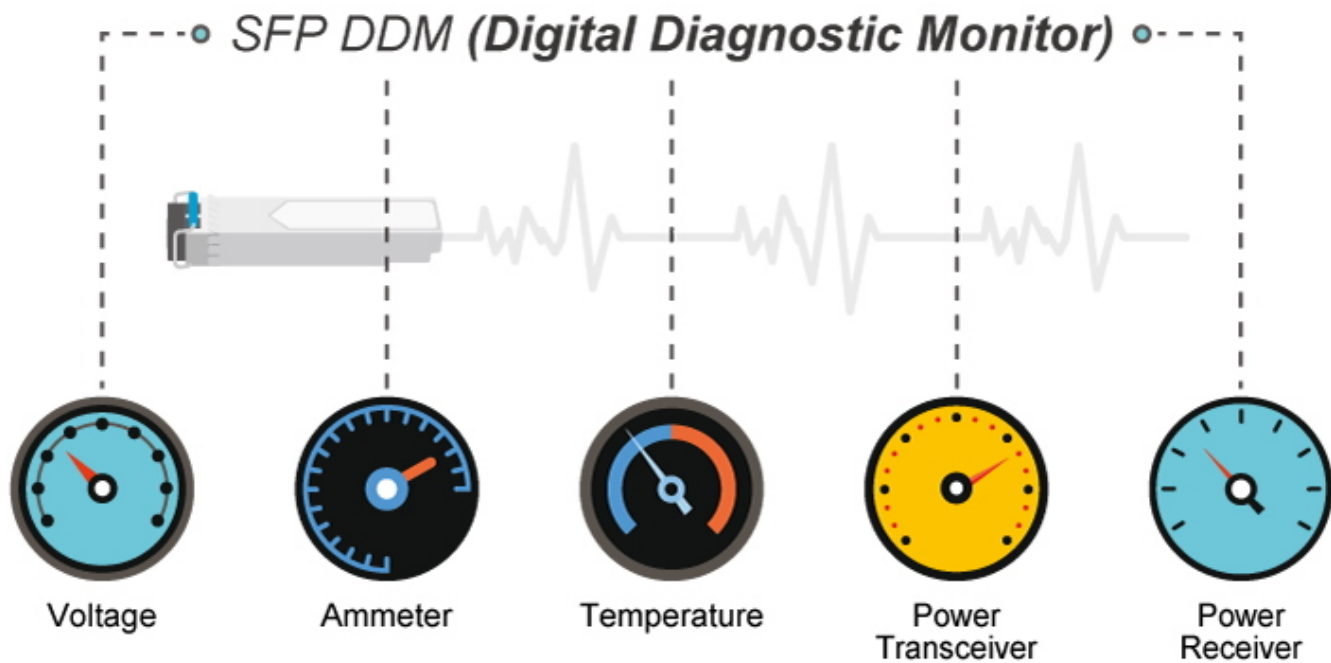 SFP DDM (Digital Diagnostic Monitor)
Voltage
Ammeter
Temperature
Power
Transceiver
Power
Receiver